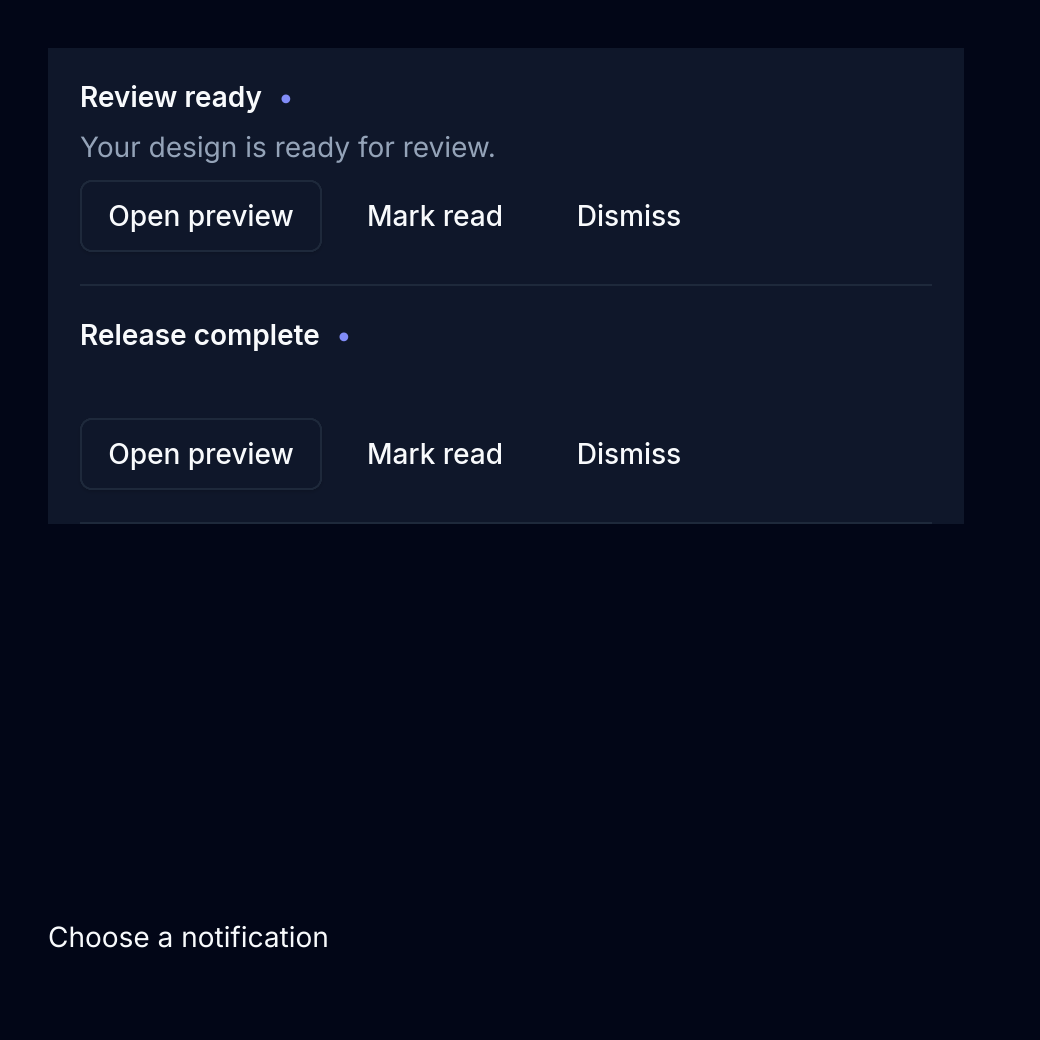 Review ready
Your design is ready for review.
Open preview Mark read Dismiss
Release complete
Open preview Mark read Dismiss
Choose a notification